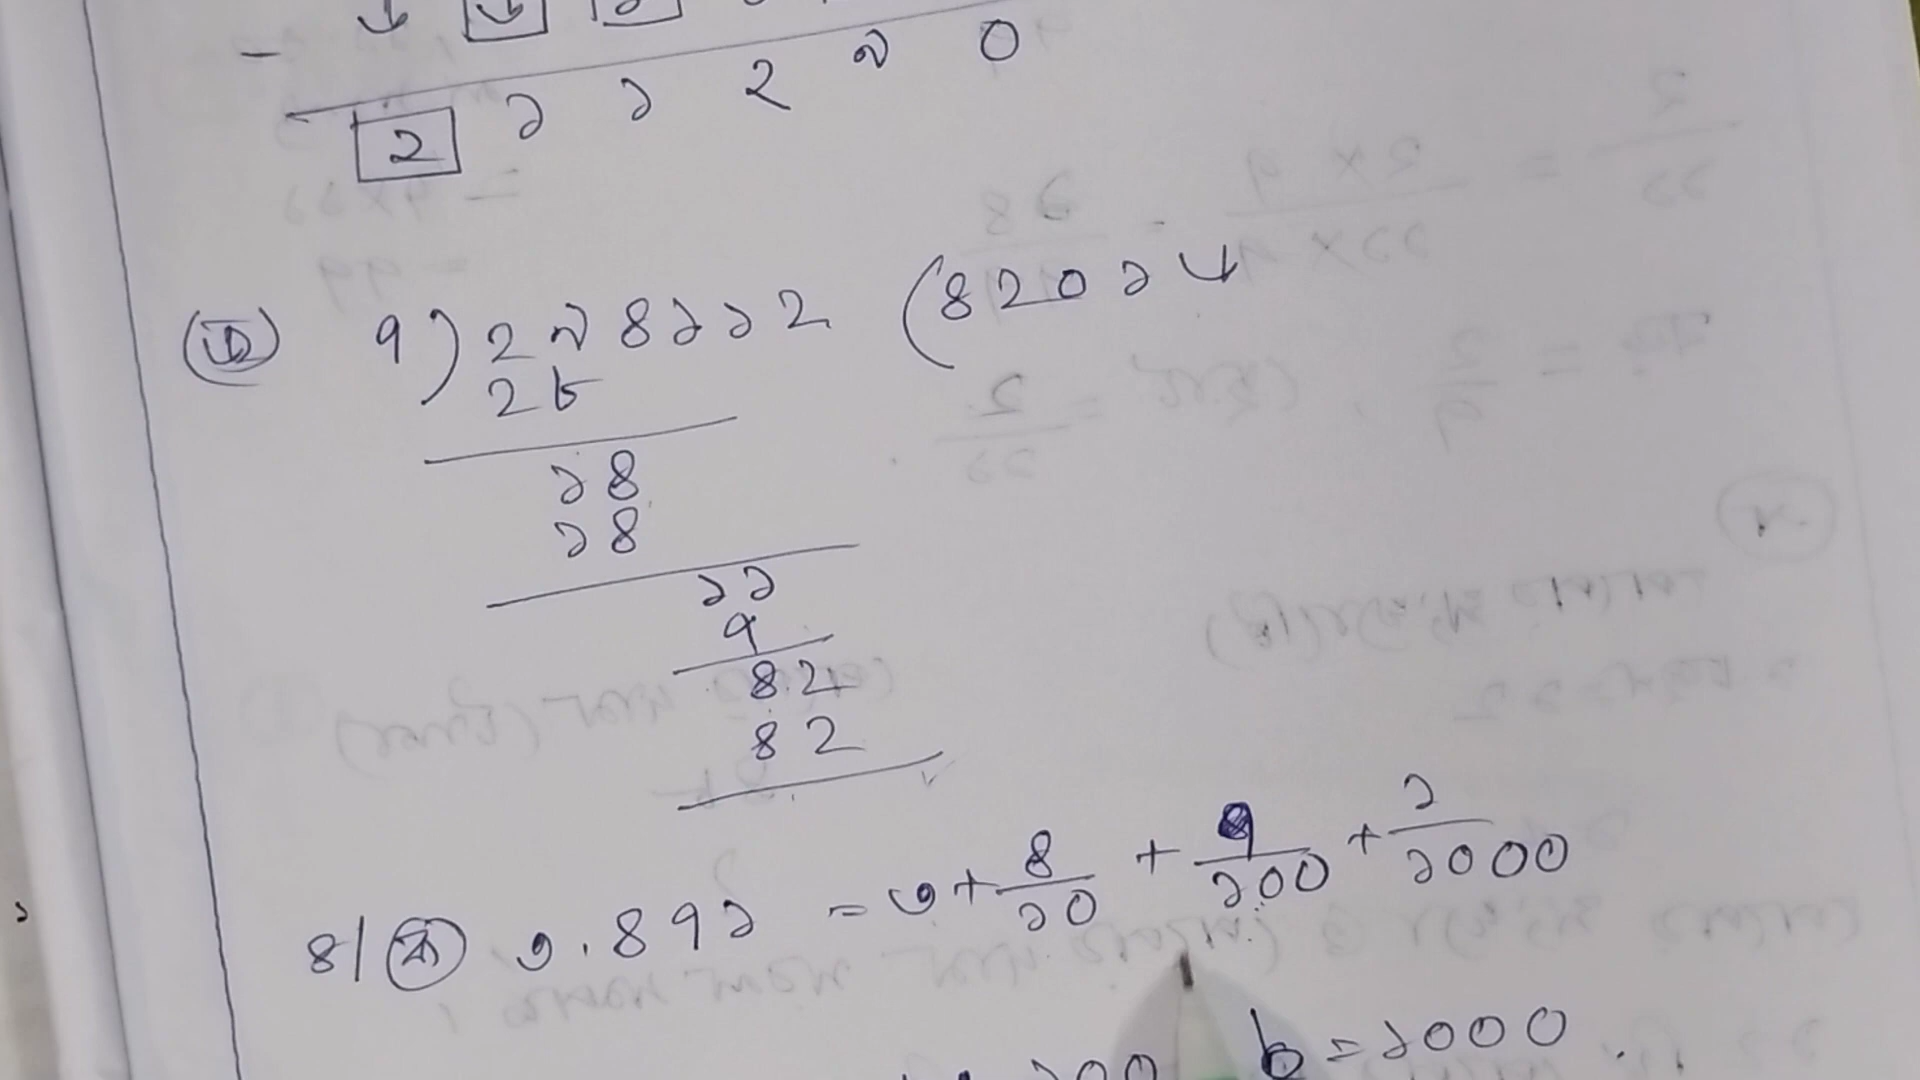 ২ ১ ১ ২ ৯ ০
(ঢ) ৭) ২৯৪১১২ (৪২০১৬
২৮
১৪
১৪
১১
৭
৪২
৪২
৪| (ক) ৩.৪৭১ = ৩ + ৪/১০ + ৭/১০০ + ১/১০০০
b = ১০০০